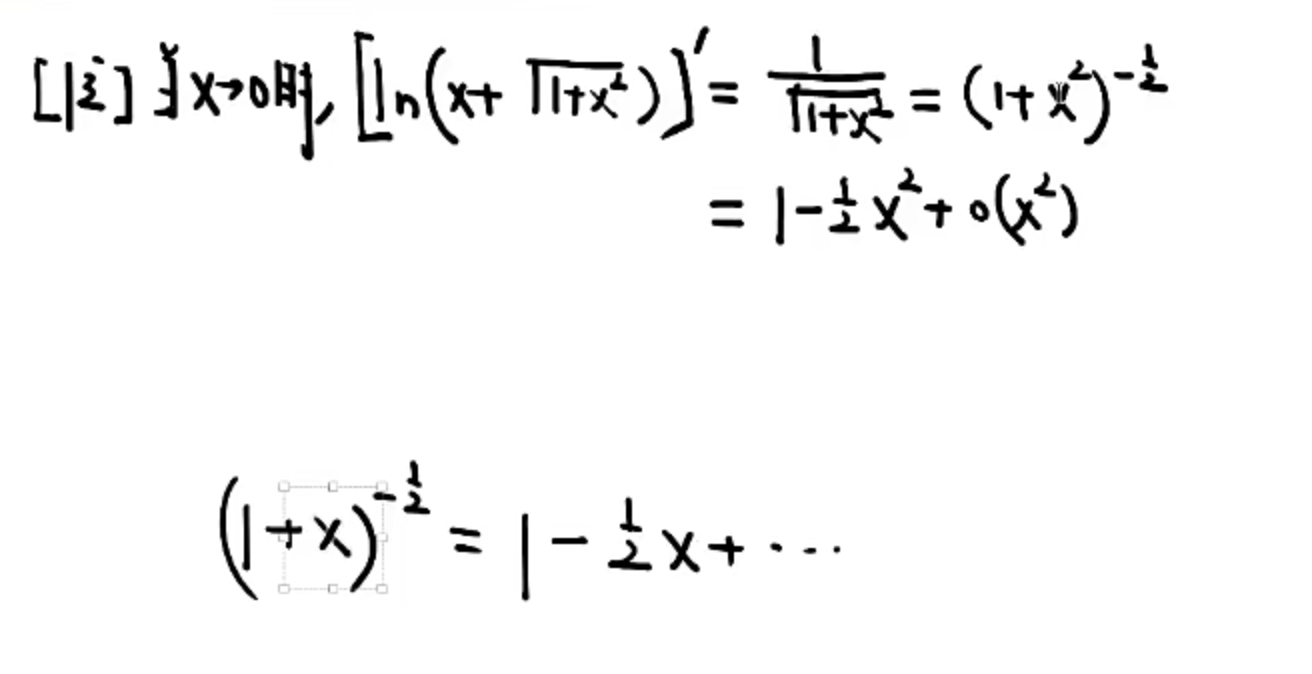 [证] 当x→0时, [ln(x+√(1+x²))]′ = 1/√(1+x²) = (1+x²)^(-1/2)
= 1-½x²+o(x²)
(1+x)^(-1/2) = 1-½x+···